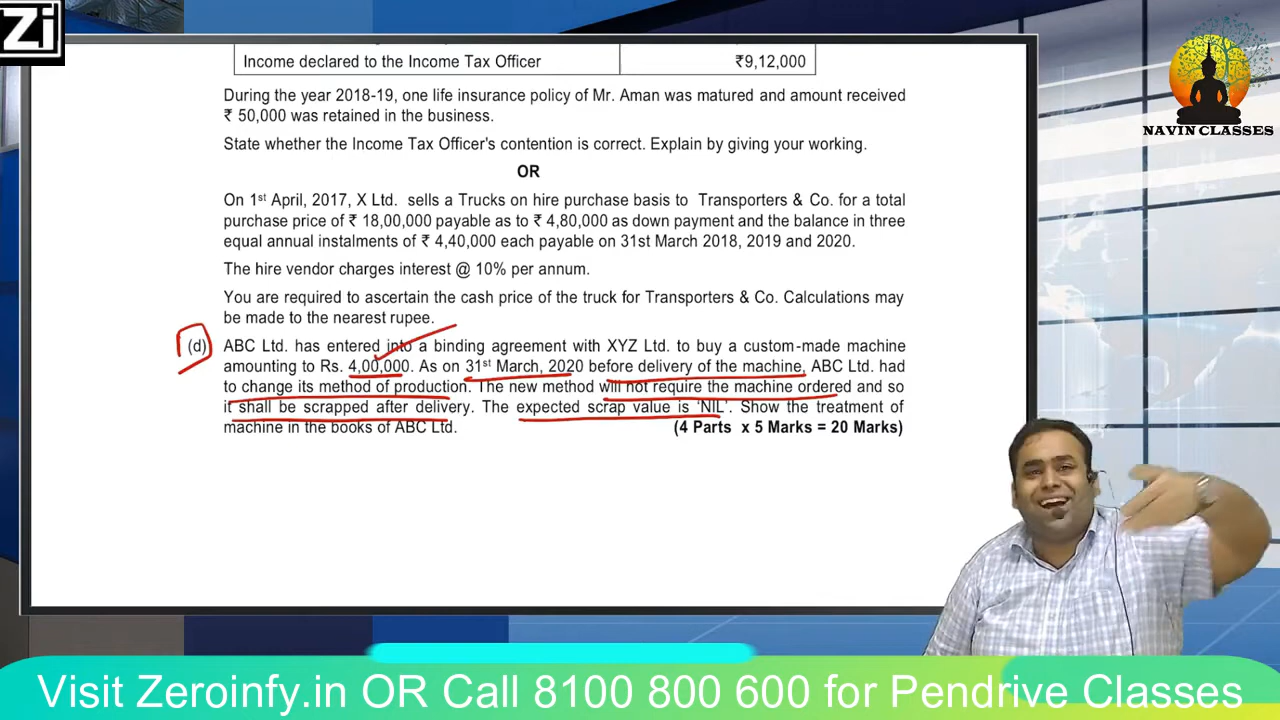 Zi
NAVIN CLASSES
Income declared to the Income Tax Officer ₹9,12,000
During the year 2018-19, one life insurance policy of Mr. Aman was matured and amount received
₹ 50,000 was retained in the business.
State whether the Income Tax Officer's contention is correct. Explain by giving your working.
OR
On 1st April, 2017, X Ltd. sells a Trucks on hire purchase basis to Transporters & Co. for a total
purchase price of ₹ 18,00,000 payable as to ₹ 4,80,000 as down payment and the balance in three
equal annual instalments of ₹ 4,40,000 each payable on 31st March 2018, 2019 and 2020.
The hire vendor charges interest @ 10% per annum.
You are required to ascertain the cash price of the truck for Transporters & Co. Calculations may
be made to the nearest rupee.
(d) ABC Ltd. has entered into a binding agreement with XYZ Ltd. to buy a custom-made machine
amounting to Rs. 4,00,000. As on 31st March, 2020 before delivery of the machine, ABC Ltd. had
to change its method of production. The new method will not require the machine ordered and so
it shall be scrapped after delivery. The expected scrap value is ‘NIL’. Show the treatment of
machine in the books of ABC Ltd. (4 Parts x 5 Marks = 20 Marks)
Visit Zeroinfy.in OR Call 8100 800 600 for Pendrive Classes